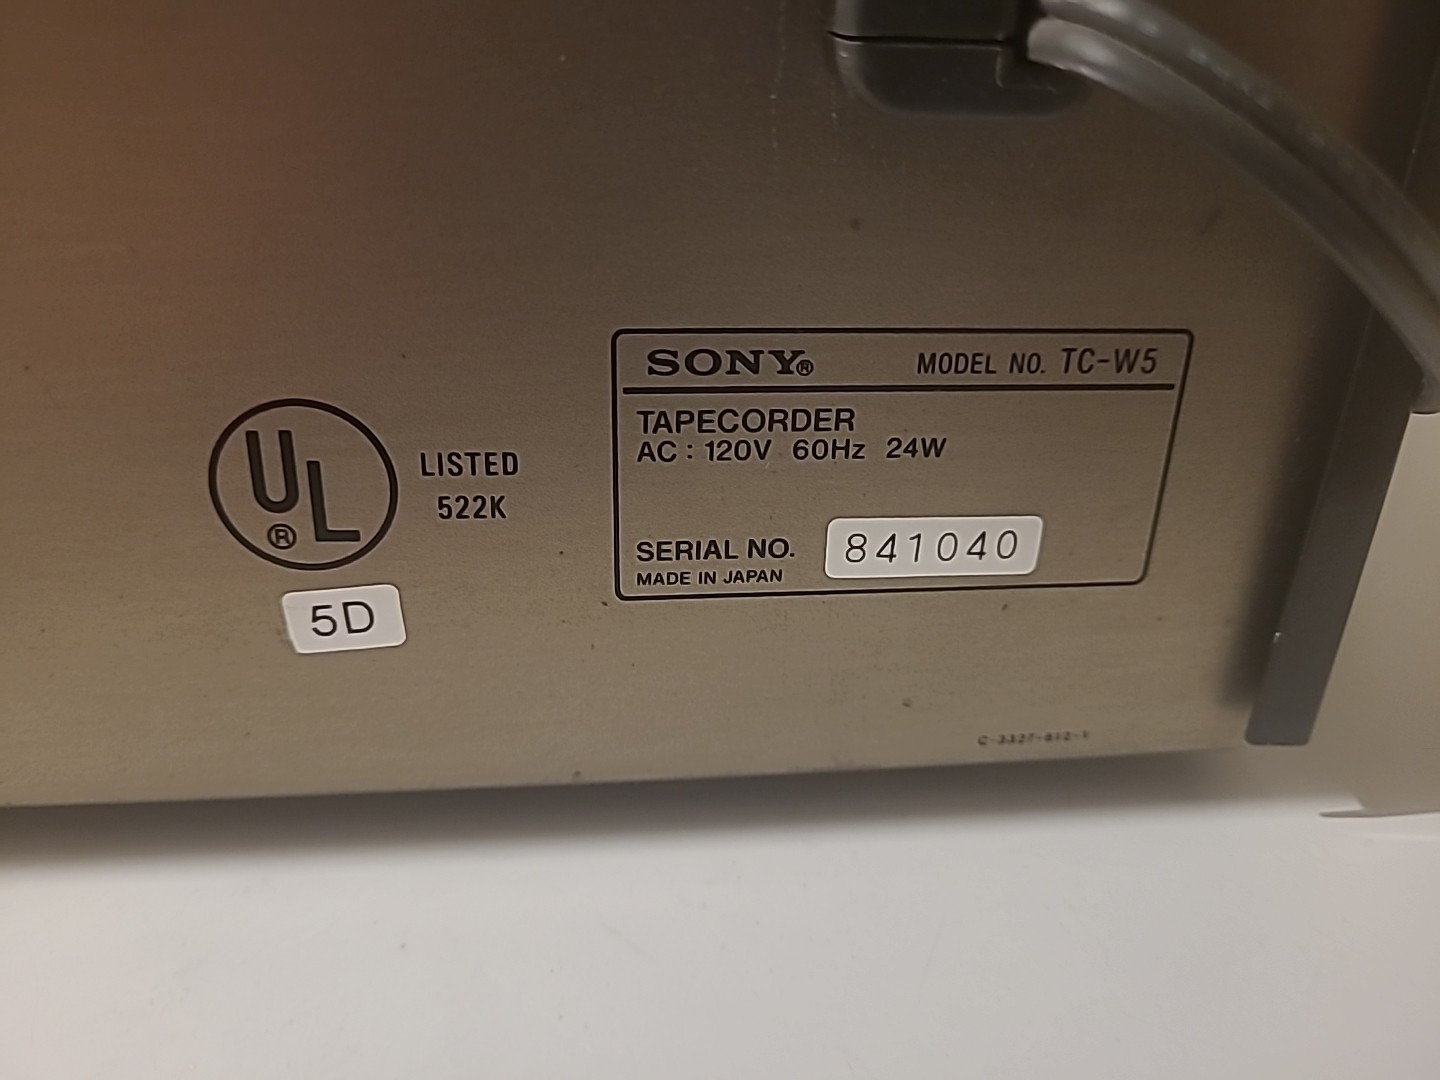 SONY® MODEL NO. TC-W5
TAPECORDER
AC : 120V 60Hz 24W
SERIAL NO. 841040
MADE IN JAPAN
UL®
LISTED
522K
5D